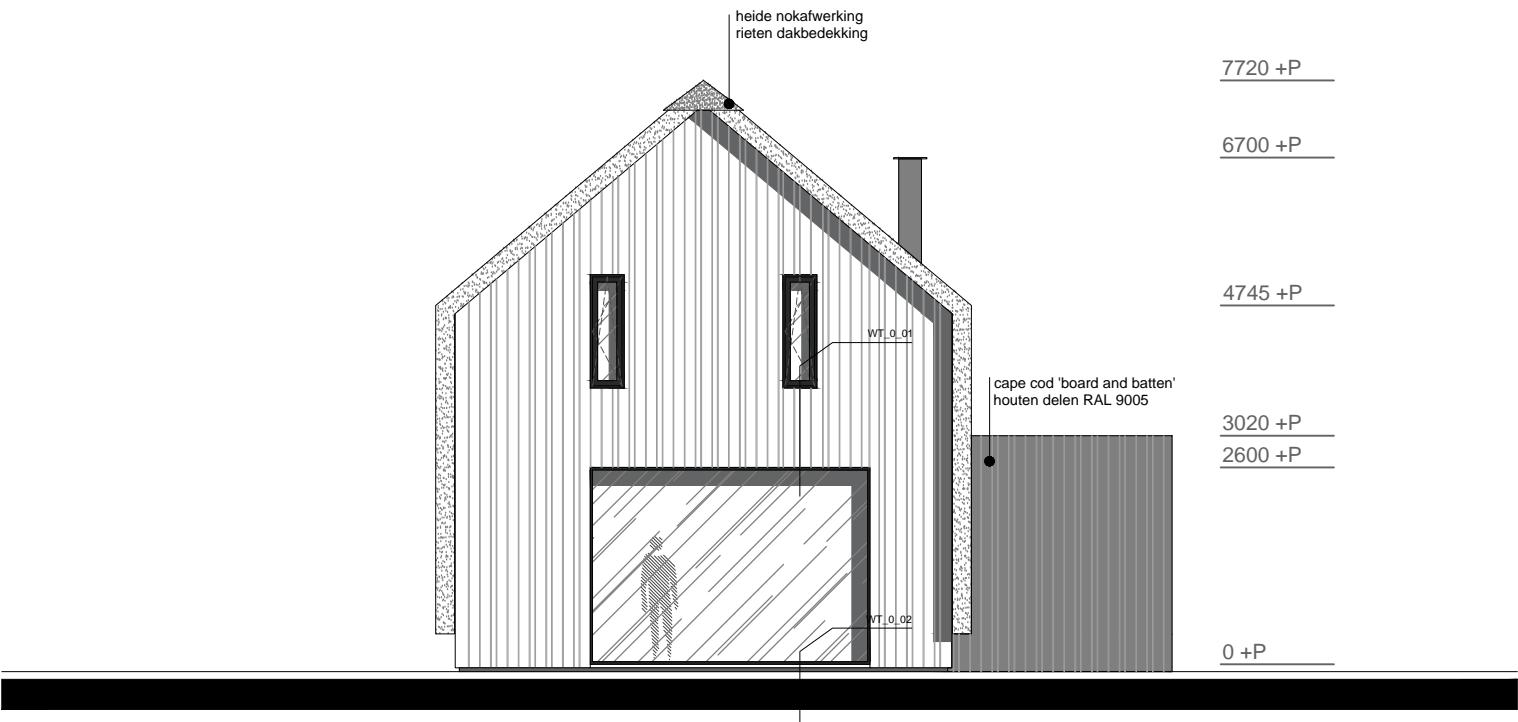 heide nokafwerking
rieten dakbedekking
7720 +P
6700 +P
4745 +P
WT_0_01
cape cod 'board and batten'
houten delen RAL 9005
3020 +P
2600 +P
WT_0_02
0 +P